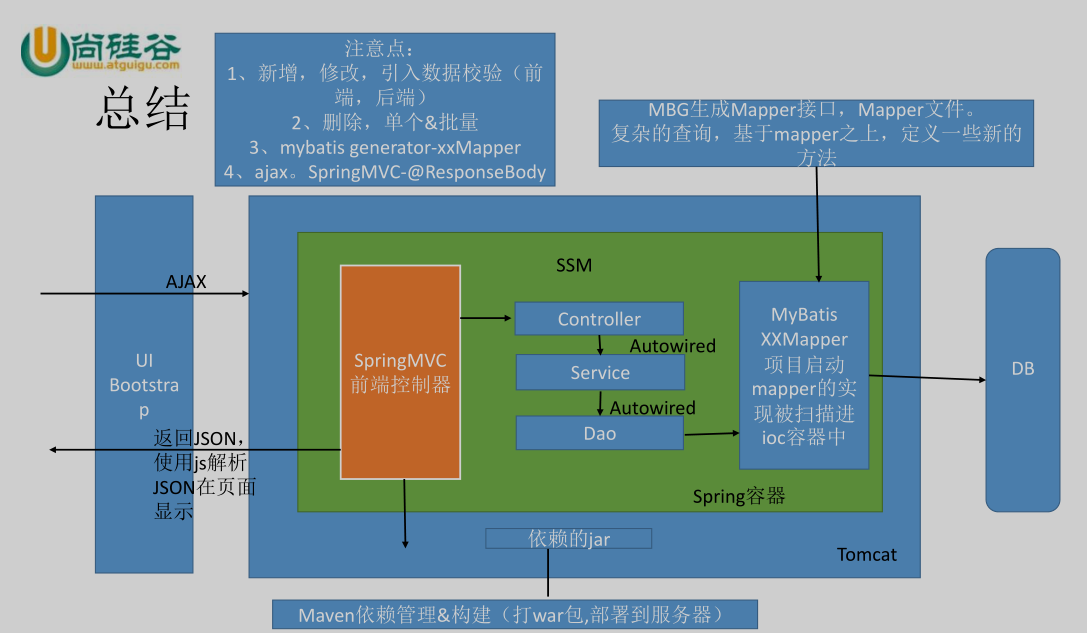 尚硅谷
www.atguigu.com
总结
注意点：
1、新增，修改，引入数据校验（前
端，后端）
2、删除，单个&批量
3、mybatis generator-xxMapper
4、ajax。SpringMVC-@ResponseBody
MBG生成Mapper接口，Mapper文件。
复杂的查询，基于mapper之上，定义一些新的
方法
AJAX
UI
Bootstra
p
返回JSON，
使用js解析
JSON在页面
显示
SSM
SpringMVC
前端控制器
Controller
Autowired
Service
Autowired
Dao
MyBatis
XXMapper
项目启动
mapper的实
现被扫描进
ioc容器中
Spring容器
DB
依赖的jar
Tomcat
Maven依赖管理&构建（打war包,部署到服务器）